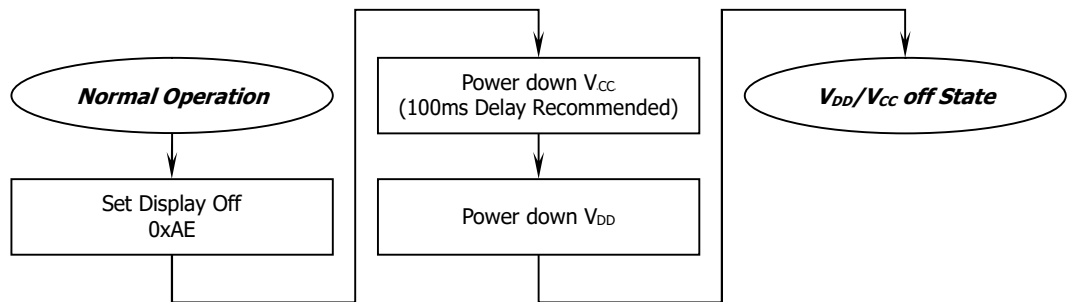 Normal Operation
Set Display Off
0xAE
Power down VCC
(100ms Delay Recommended)
Power down VDD
VDD/VCC off State